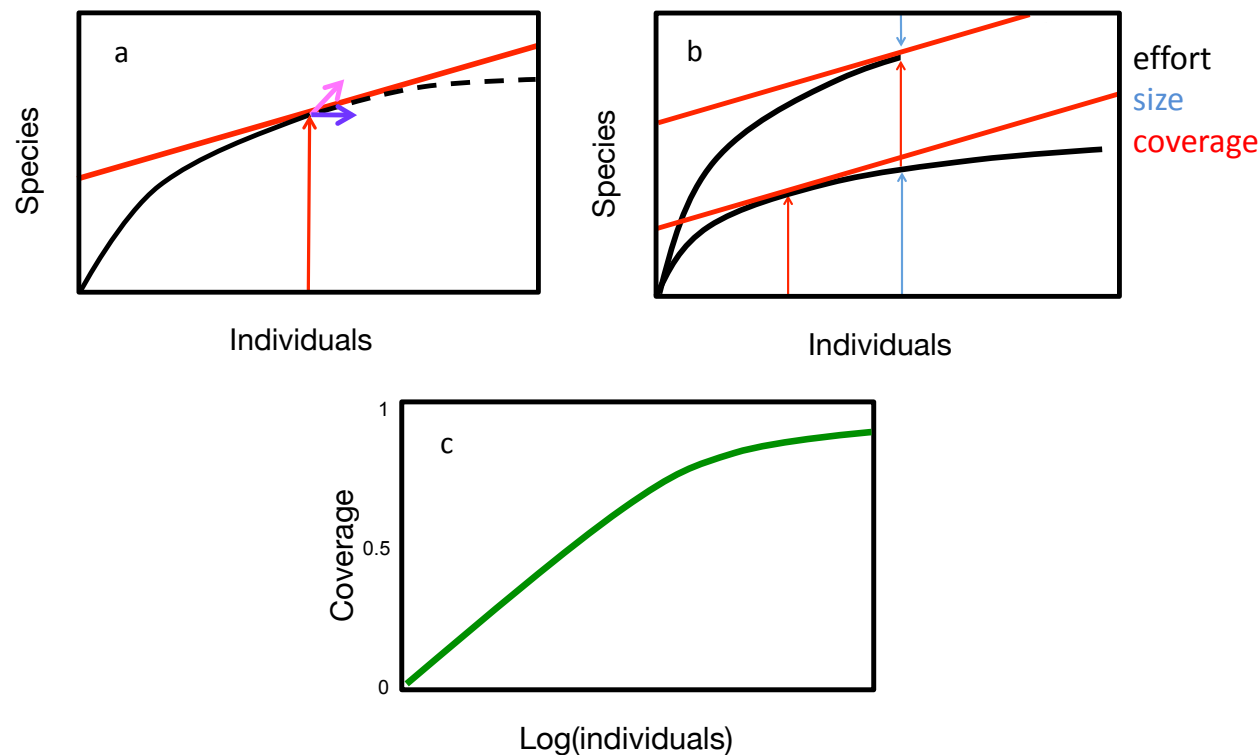 a
Species
Individuals
b
Species
Individuals
effort
size
coverage
c
1
0.5
0
Coverage
Log(individuals)